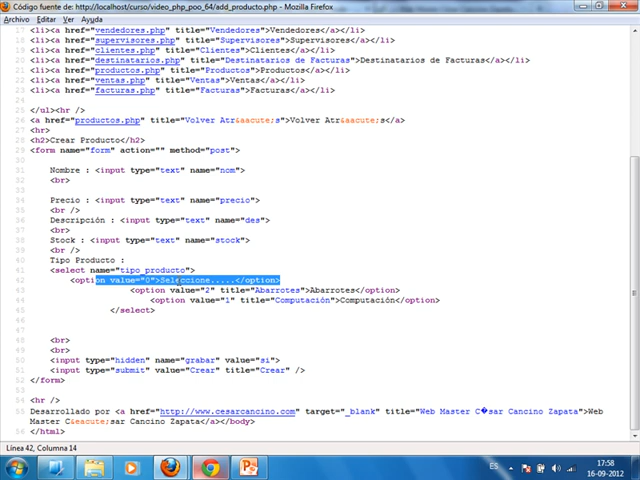 Código fuente de: http://localhost/curso/video_php_poo_64/add_producto.php - Mozilla Firefox
Archivo Editar Ver Ayuda
17 <li><a href="vendedores.php" title="Vendedores">Vendedores</a></li>
18 <li><a href="supervisores.php" title="Supervisores">Supervisores</a></li>
19 <li><a href="clientes.php" title="Clientes">Clientes</a></li>
20 <li><a href="destinatarios.php" title="Destinatarios de Facturas">Destinatarios de Facturas</a></li>
21 <li><a href="productos.php" title="Productos">Productos</a></li>
22 <li><a href="ventas.php" title="Ventas">Ventas</a></li>
23 <li><a href="facturas.php" title="Facturas">Facturas</a></li>
24
25 </ul><hr />
26 <a href="productos.php" title="Volver Atr&aacute;s">Volver Atr&aacute;s</a>
27 <hr>
28 <h2>Crear Producto</h2>
29 <form name="form" action="" method="post">
30
31 Nombre : <input type="text" name="nom">
32 <br>
33
34 Precio : <input type="text" name="precio">
35 <br />
36 Descripción : <input type="text" name="des">
37 <br />
38 Stock : <input type="text" name="stock">
39 <br />
40 Tipo Producto :
41 <select name="tipo_producto">
42 <option value="0">Seleccione.....</option>
43 <option value="2" title="Abarrotes">Abarrotes</option>
44 <option value="1" title="Computación">Computación</option>
45 </select>
46
47
48 <br>
49 <br>
50 <input type="hidden" name="grabar" value="si">
51 <input type="submit" value="Crear" title="Crear" />
52 </form>
53
54 <hr />
55 Desarrollado por <a href="http://www.cesarcancino.com" target="_blank" title="Web Master C�sar Cancino Zapata">Web
Master C&eacute;sar Cancino Zapata</a></body>
56 </html>
Línea 42, Columna 14
ES
17:58
16-09-2012